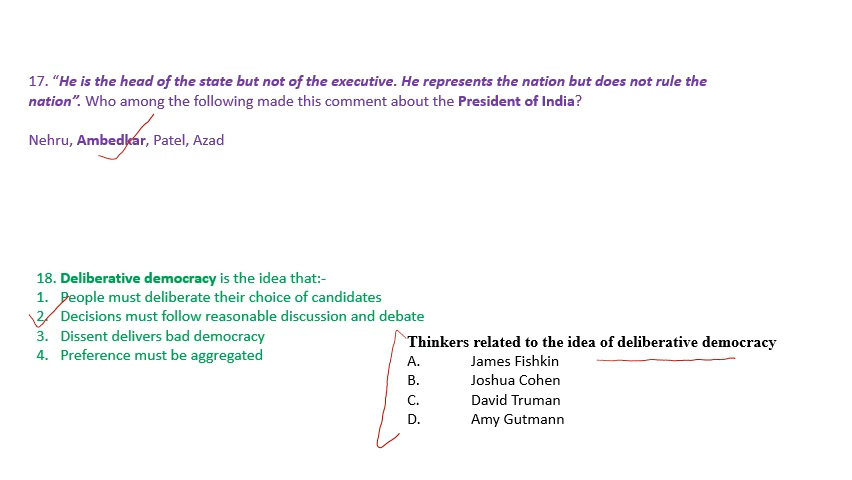 17. “He is the head of the state but not of the executive. He represents the nation but does not rule the
nation”. Who among the following made this comment about the President of India?
Nehru, Ambedkar, Patel, Azad
18. Deliberative democracy is the idea that:-
1. People must deliberate their choice of candidates
2. Decisions must follow reasonable discussion and debate
3. Dissent delivers bad democracy
4. Preference must be aggregated
Thinkers related to the idea of deliberative democracy
A. James Fishkin
B. Joshua Cohen
C. David Truman
D. Amy Gutmann